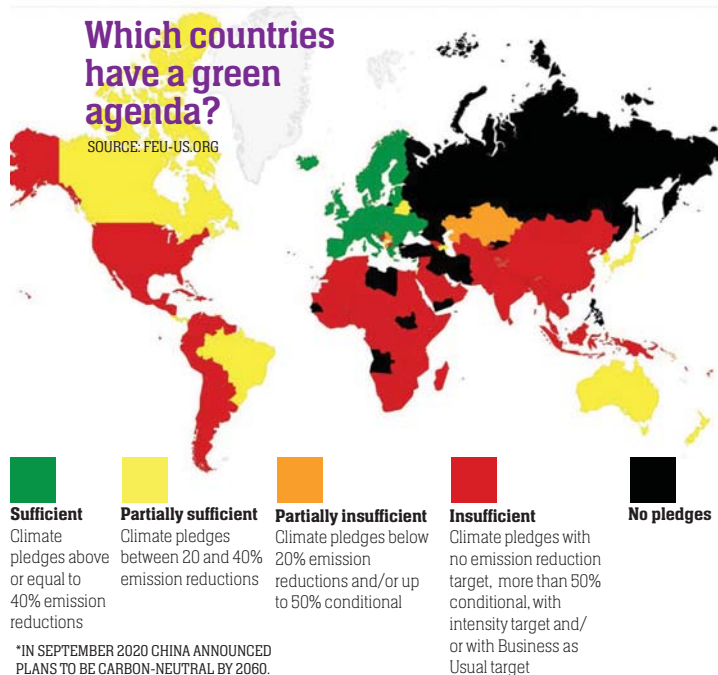 Which countries
have a green
agenda?
SOURCE: FEU-US.ORG
Sufficient
Climate
pledges above
or equal to
40% emission
reductions
Partially sufficient
Climate pledges
between 20 and 40%
emission reductions
Partially insufficient
Climate pledges below
20% emission
reductions and/or up
to 50% conditional
Insufficient
Climate pledges with
no emission reduction
target, more than 50%
conditional, with
intensity target and/
or with Business as
Usual target
No pledges
*IN SEPTEMBER 2020 CHINA ANNOUNCED
PLANS TO BE CARBON-NEUTRAL BY 2060.